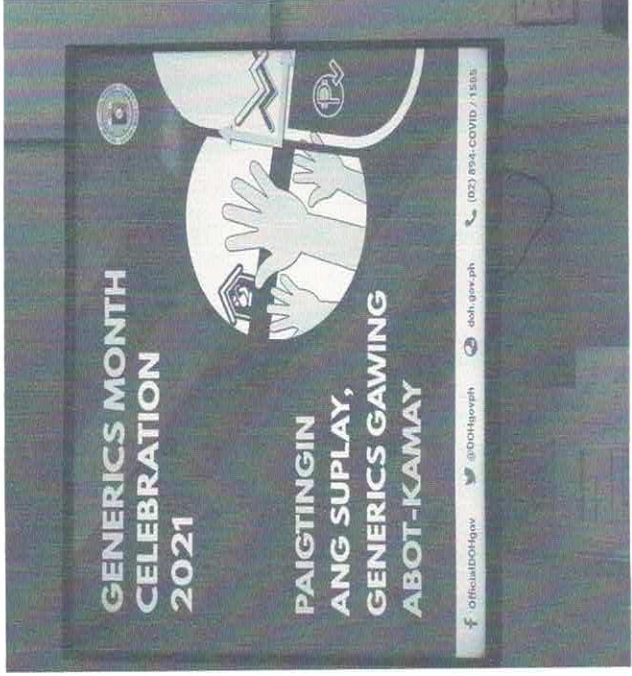 GENERICS MONTH
CELEBRATION
2021
PAIGTINGIN
ANG SUPLAY,
GENERICS GAWING
ABOT-KAMAY
OfficialDOHgov @DOHgovph doh.gov.ph (02) 894-COVID / 1555